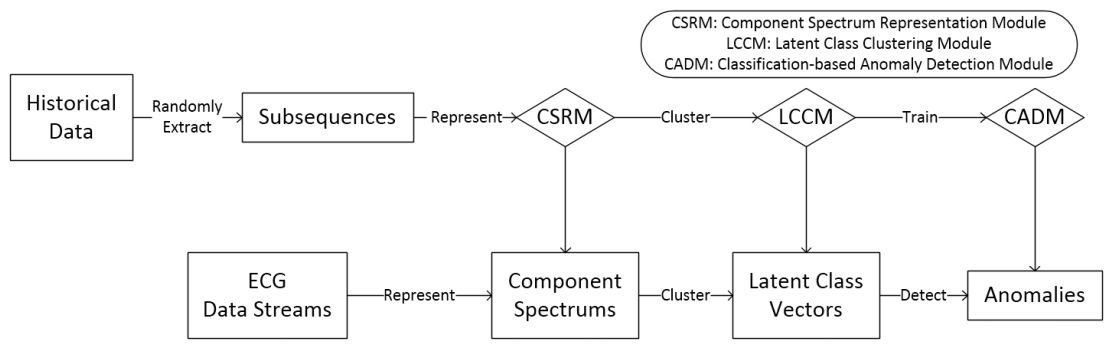 CSRM: Component Spectrum Representation Module
LCCM: Latent Class Clustering Module
CADM: Classification-based Anomaly Detection Module
Historical
Data
Randomly
Extract
Subsequences
Represent
CSRM
Cluster
LCCM
Train
CADM
ECG
Data Streams
Represent
Component
Spectrums
Cluster
Latent Class
Vectors
Detect
Anomalies